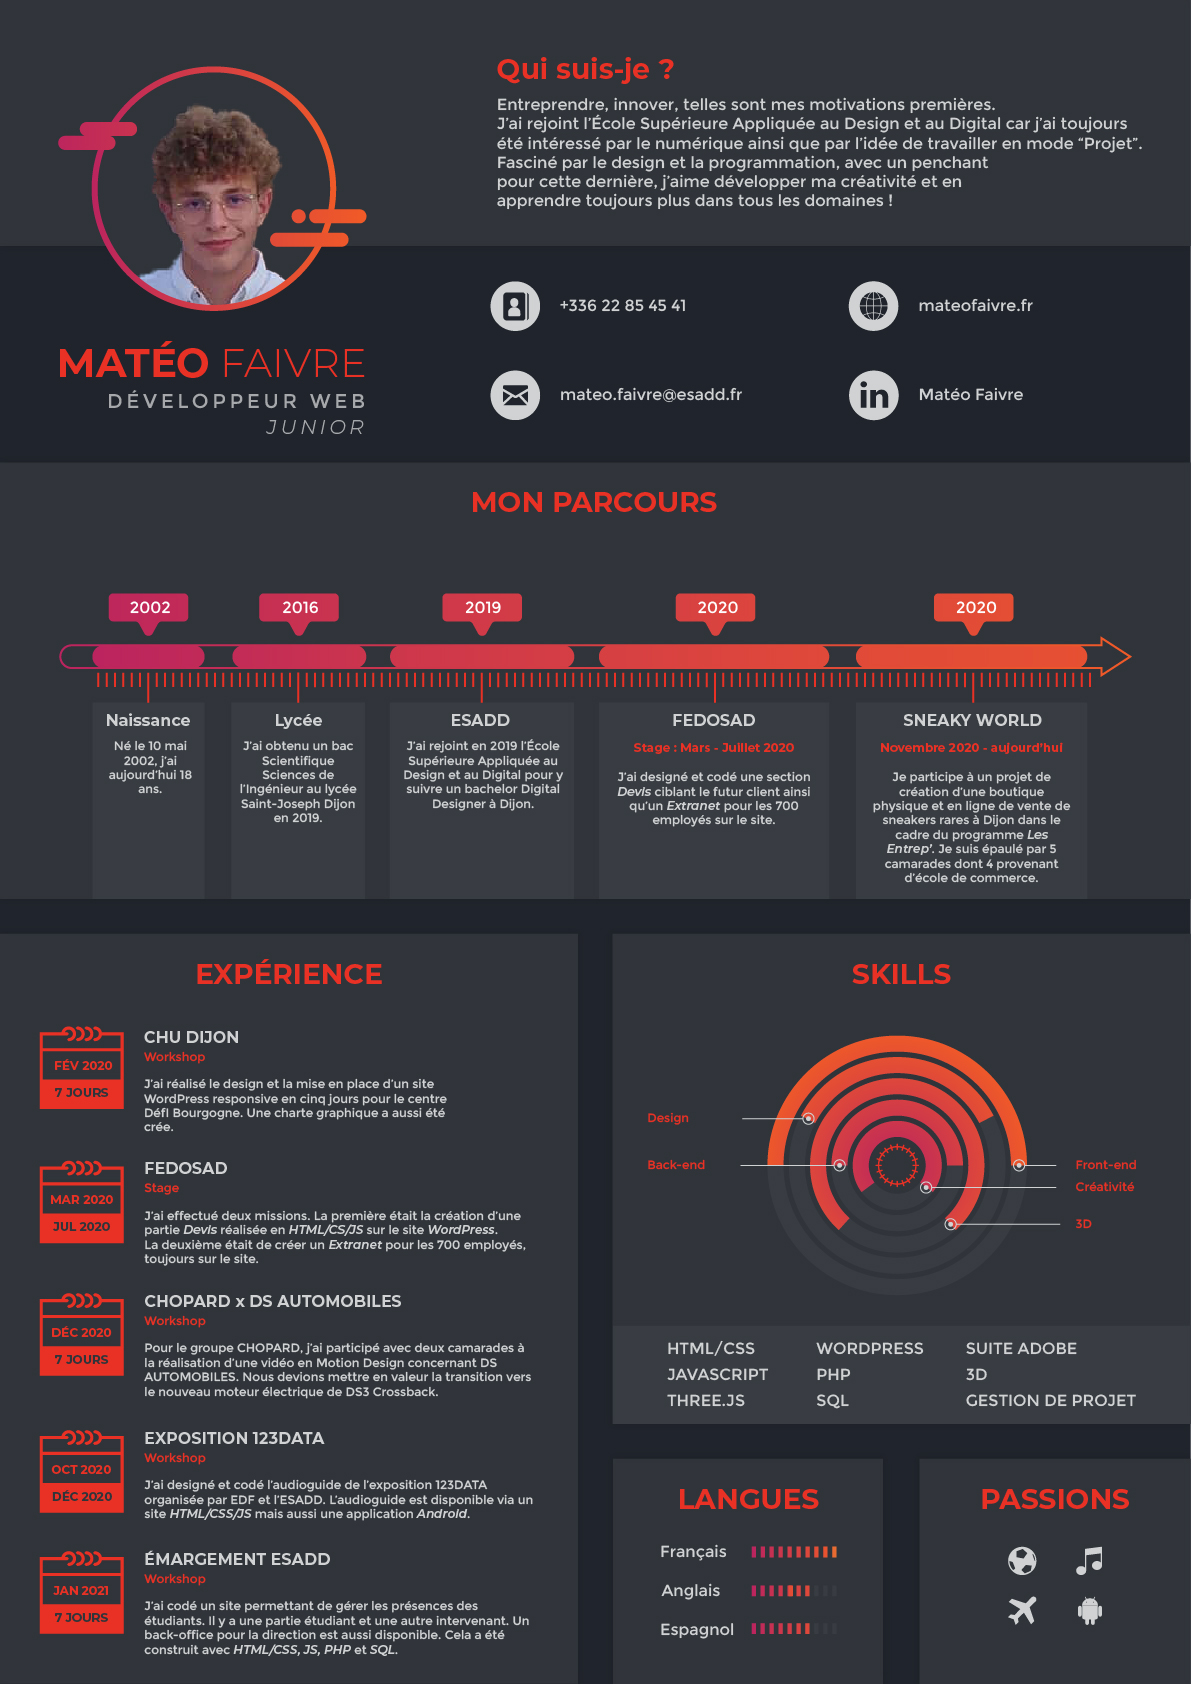 Qui suis-je ?
Entreprendre, innover, telles sont mes motivations premières.
J'ai rejoint l'École Supérieure Appliquée au Design et au Digital car j'ai toujours
été intéressé par le numérique ainsi que par l'idée de travailler en mode “Projet”.
Fasciné par le design et la programmation, avec un penchant
pour cette dernière, j'aime développer ma créativité et en
apprendre toujours plus dans tous les domaines !
MATÉO FAIVRE
DÉVELOPPEUR WEB
JUNIOR
+336 22 85 45 41
mateofaivre.fr
mateo.faivre@esadd.fr
in
Matéo Faivre
MON PARCOURS
2002
2016
2019
2020
2020
Naissance
Né le 10 mai
2002, j'ai
aujourd'hui 18
ans.
Lycée
J'ai obtenu un bac
Scientifique
Sciences de
l'Ingénieur au lycée
Saint-Joseph Dijon
en 2019.
ESADD
J'ai rejoint en 2019 l'École
Supérieure Appliquée au
Design et au Digital pour y
suivre un bachelor Digital
Designer à Dijon.
FEDOSAD
Stage : Mars - Juillet 2020
J'ai designé et codé une section
Devis ciblant le futur client ainsi
qu'un Extranet pour les 700
employés sur le site.
SNEAKY WORLD
Novembre 2020 - aujourd'hui
Je participe à un projet de
création d'une boutique
physique et en ligne de vente de
sneakers rares à Dijon dans le
cadre du programme Les
Entrep'. Je suis épaulé par 5
camarades dont 4 provenant
d'école de commerce.
EXPÉRIENCE
FÉV 2020
7 JOURS
CHU DIJON
Workshop
J'ai réalisé le design et la mise en place d'un site
WordPress responsive en cinq jours pour le centre
Défi Bourgogne. Une charte graphique a aussi été
crée.
MAR 2020
JUL 2020
FEDOSAD
Stage
J'ai effectué deux missions. La première était la création d'une
partie Devis réalisée en HTML/CS/JS sur le site WordPress.
La deuxième était de créer un Extranet pour les 700 employés,
toujours sur le site.
DÉC 2020
7 JOURS
CHOPARD x DS AUTOMOBILES
Workshop
Pour le groupe CHOPARD, j'ai participé avec deux camarades à
la réalisation d'une vidéo en Motion Design concernant DS
AUTOMOBILES. Nous devions mettre en valeur la transition vers
le nouveau moteur électrique de DS3 Crossback.
OCT 2020
DÉC 2020
EXPOSITION 123DATA
Workshop
J'ai designé et codé l'audioguide de l'exposition 123DATA
organisée par EDF et l'ESADD. L'audioguide est disponible via un
site HTML/CSS/JS mais aussi une application Android.
JAN 2021
7 JOURS
ÉMARGEMENT ESADD
Workshop
J'ai codé un site permettant de gérer les présences des
étudiants. Il y a une partie étudiant et une autre intervenant. Un
back-office pour la direction est aussi disponible. Cela a été
construit avec HTML/CSS, JS, PHP et SQL.
SKILLS
Design
Back-end
Front-end
Créativité
3D
HTML/CSS
WORDPRESS
SUITE ADOBE
JAVASCRIPT
PHP
3D
THREE.JS
SQL
GESTION DE PROJET
LANGUES
Français
Anglais
Espagnol
PASSIONS